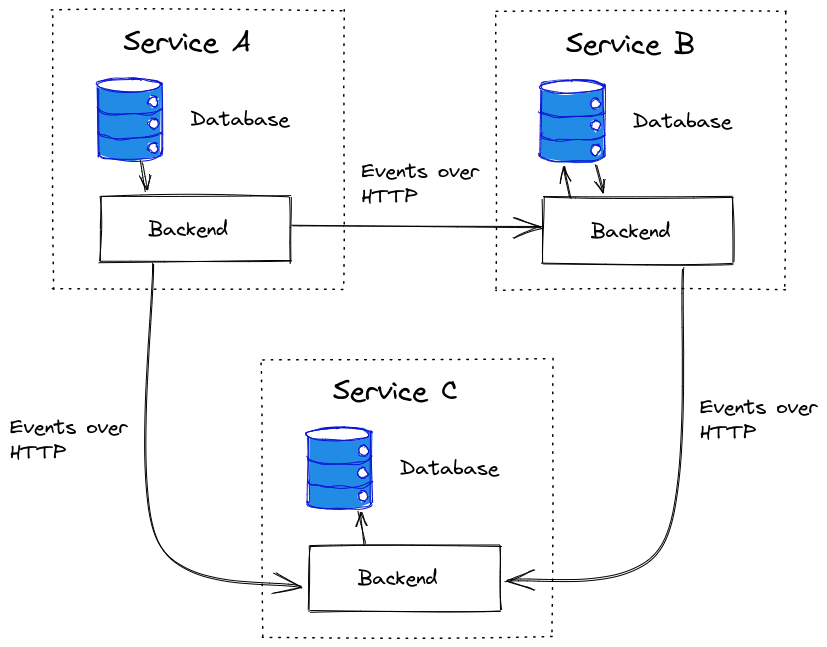 Service A
Service B
Database
Database
Events over
HTTP
Backend
Backend
Service C
Events over
HTTP
Events over
HTTP
Database
Backend